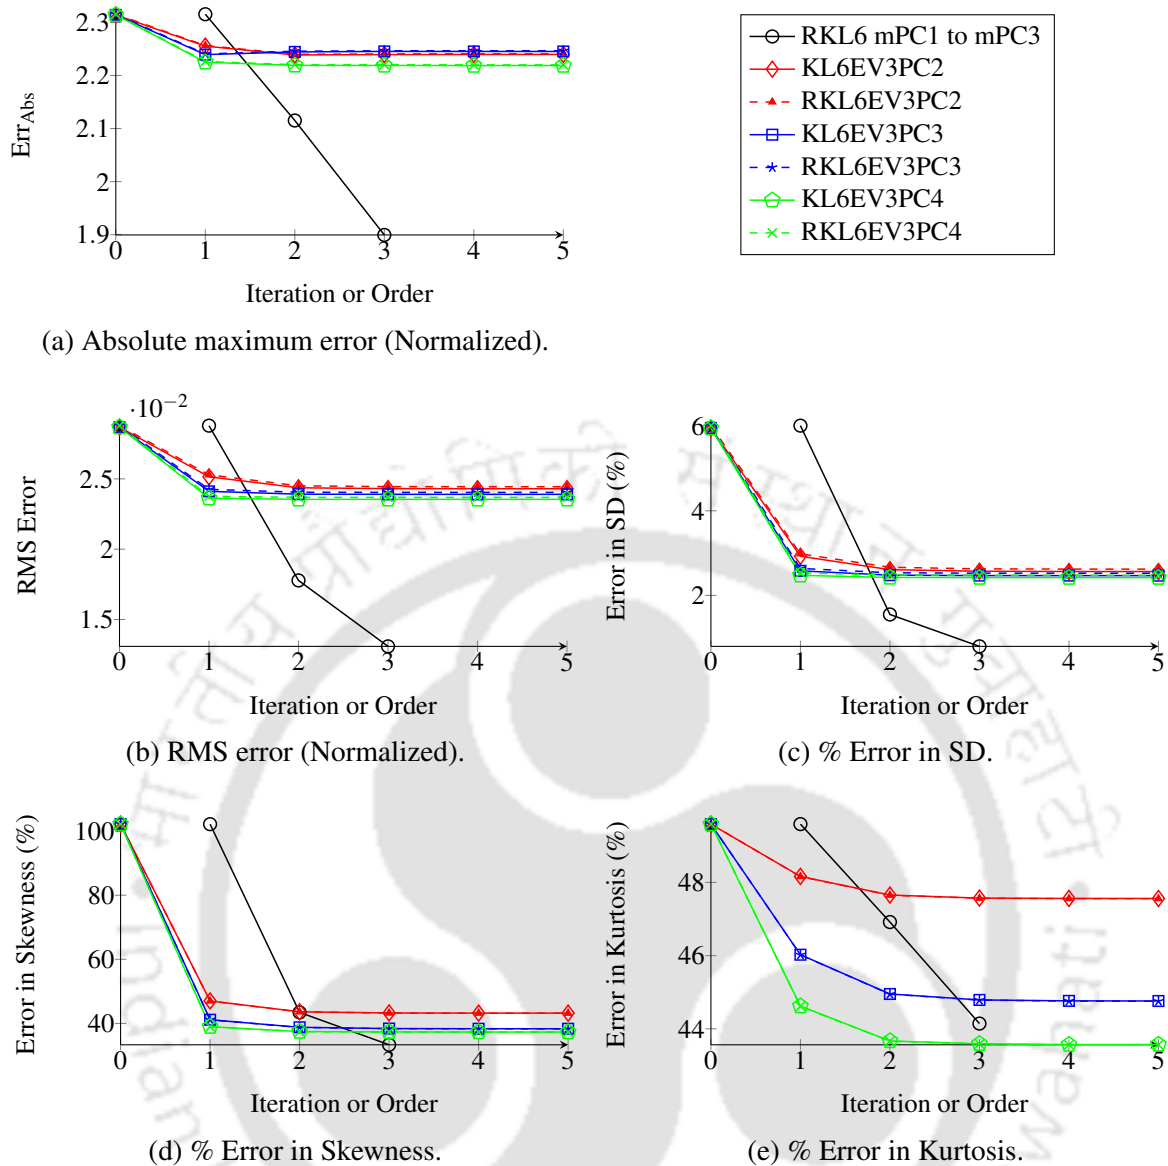 2.3
2.2
2.1
2
1.9
Err_Abs
0 1 2 3 4 5
Iteration or Order
(a) Absolute maximum error (Normalized).
RKL6 mPC1 to mPC3
KL6EV3PC2
RKL6EV3PC2
KL6EV3PC3
RKL6EV3PC3
KL6EV3PC4
RKL6EV3PC4
·10⁻²
2.5
2
1.5
RMS Error
0 1 2 3 4 5
Iteration or Order
(b) RMS error (Normalized).
6
4
2
Error in SD (%)
0 1 2 3 4 5
Iteration or Order
(c) % Error in SD.
100
80
60
40
Error in Skewness (%)
0 1 2 3 4 5
Iteration or Order
(d) % Error in Skewness.
48
46
44
Error in Kurtosis (%)
0 1 2 3 4 5
Iteration or Order
(e) % Error in Kurtosis.